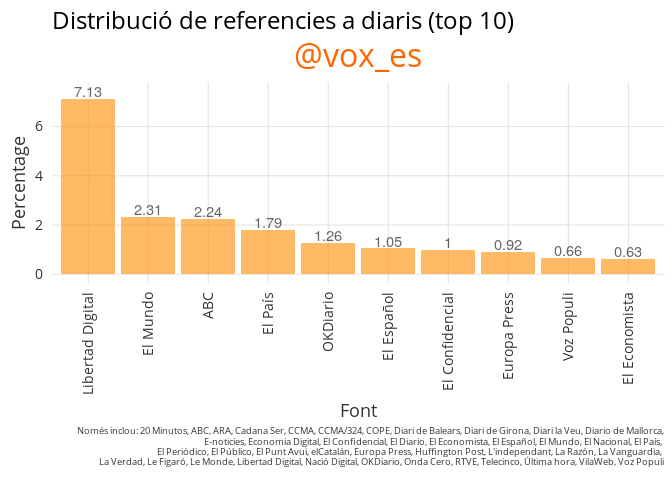 Distribució de referencies a diaris (top 10)
@vox_es
Percentage
6
4
2
0
7.13
2.31
2.24
1.79
1.26
1.05
1
0.92
0.66
0.63
Libertad Digital
El Mundo
ABC
El País
OKDiario
El Español
El Confidencial
Europa Press
Voz Populi
El Economista
Font
Només inclou: 20 Minutos, ABC, ARA, Cadana Ser, CCMA, CCMA/324, COPE, Diari de Balears, Diari de Girona, Diari la Veu, Diario de Mallorca,
E-noticies, Economia Digital, El Confidencial, El Diario, El Economista, El Español, El Mundo, El Nacional, El País,
El Periódico, El Público, El Punt Avui, elCatalán, Europa Press, Huffington Post, L'independant, La Razón, La Vanguardia,
La Verdad, Le Figaró, Le Monde, Libertad Digital, Nació Digital, OKDiario, Onda Cero, RTVE, Telecinco, Última hora, VilaWeb, Voz Populi